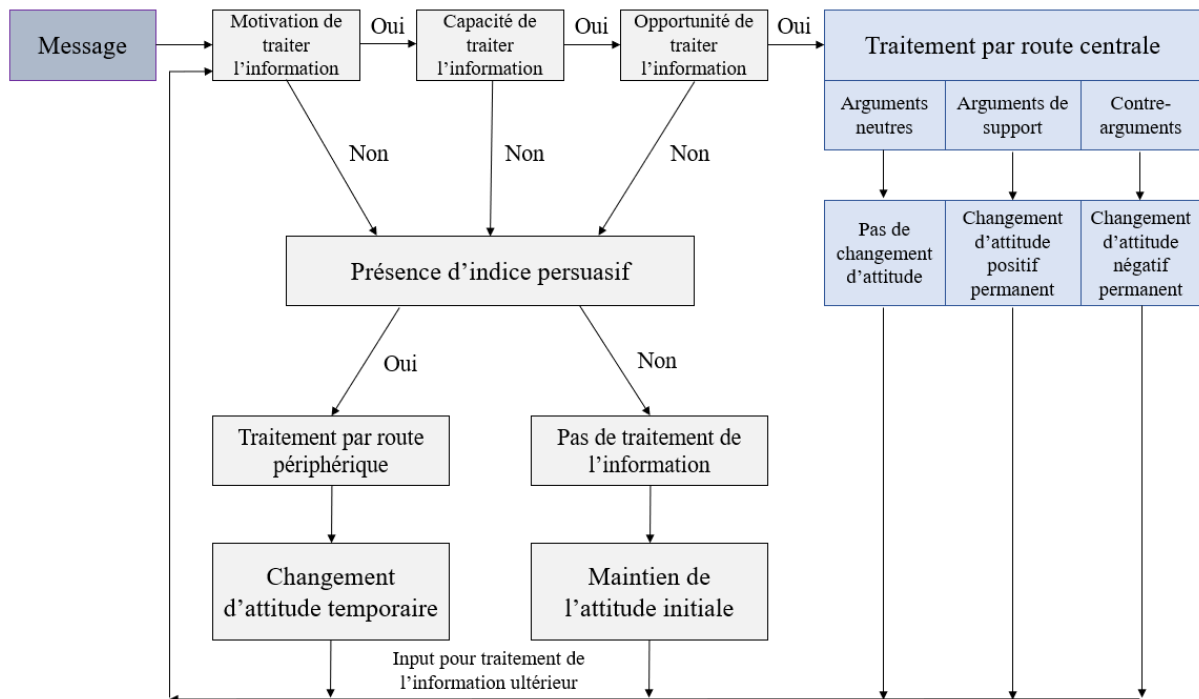 Message
Motivation de
traiter
l’information
Oui
Capacité de
traiter
l’information
Oui
Opportunité de
traiter
l’information
Oui
Traitement par route centrale
Arguments
neutres
Arguments de
support
Contre-
arguments
Non
Non
Non
Pas de
changement
d’attitude
Changement
d’attitude
positif
permanent
Changement
d’attitude
négatif
permanent
Présence d’indice persuasif
Oui
Non
Traitement par route
périphérique
Pas de traitement de
l’information
Changement
d’attitude temporaire
Maintien de
l’attitude initiale
Input pour traitement de
l’information ultérieur